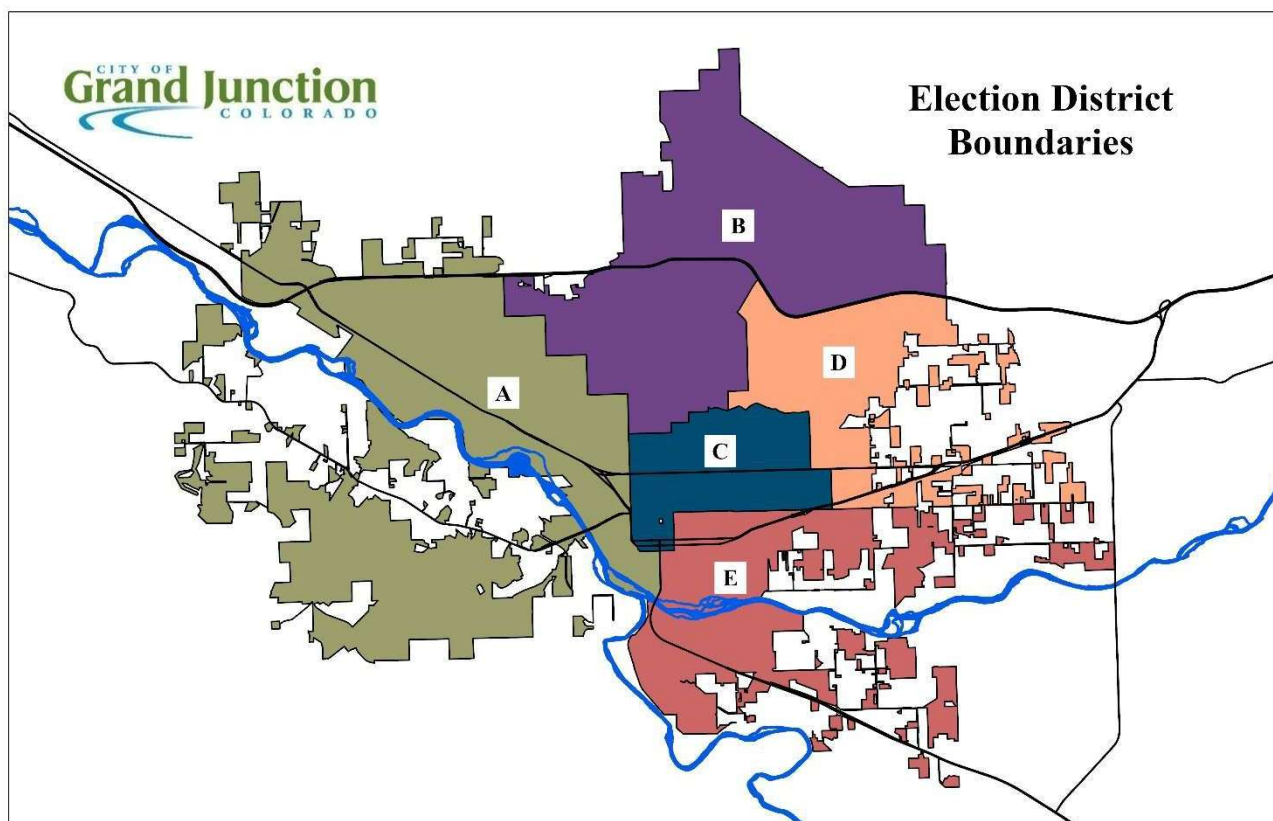 CITY OF
Grand Junction
COLORADO
Election District
Boundaries
B
D
A
C
E